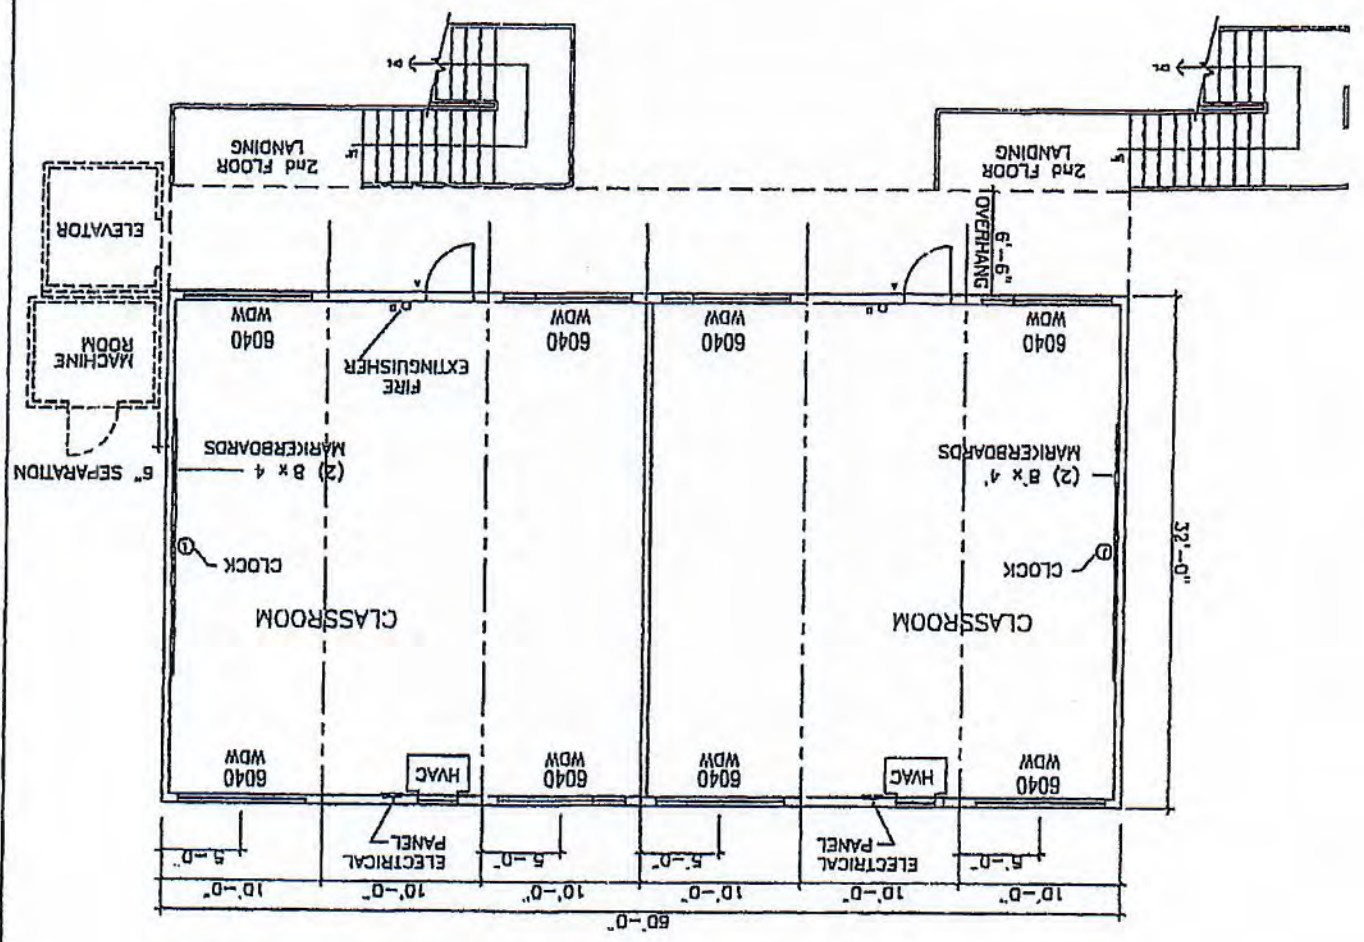 60'-0"
10'-0"
10'-0"
10'-0"
10'-0"
10'-0"
10'-0"
5'-0"
5'-0"
5'-0"
5'-0"
ELECTRICAL
PANEL
ELECTRICAL
PANEL
6040
WDW
HVAC
6040
WDW
6040
WDW
HVAC
6040
WDW
CLASSROOM
CLASSROOM
32'-0"
CLOCK
CLOCK
(2) 8'x 4'
MARKERBOARDS
(2) 8 x 4
MARKERBOARDS
6" SEPARATION
FIRE
EXTINGUISHER
MACHINE
ROOM
6040
WDW
6040
WDW
6040
WDW
6040
WDW
6'-6"
OVERHANG
ELEVATOR
2nd FLOOR
LANDING
2nd FLOOR
LANDING